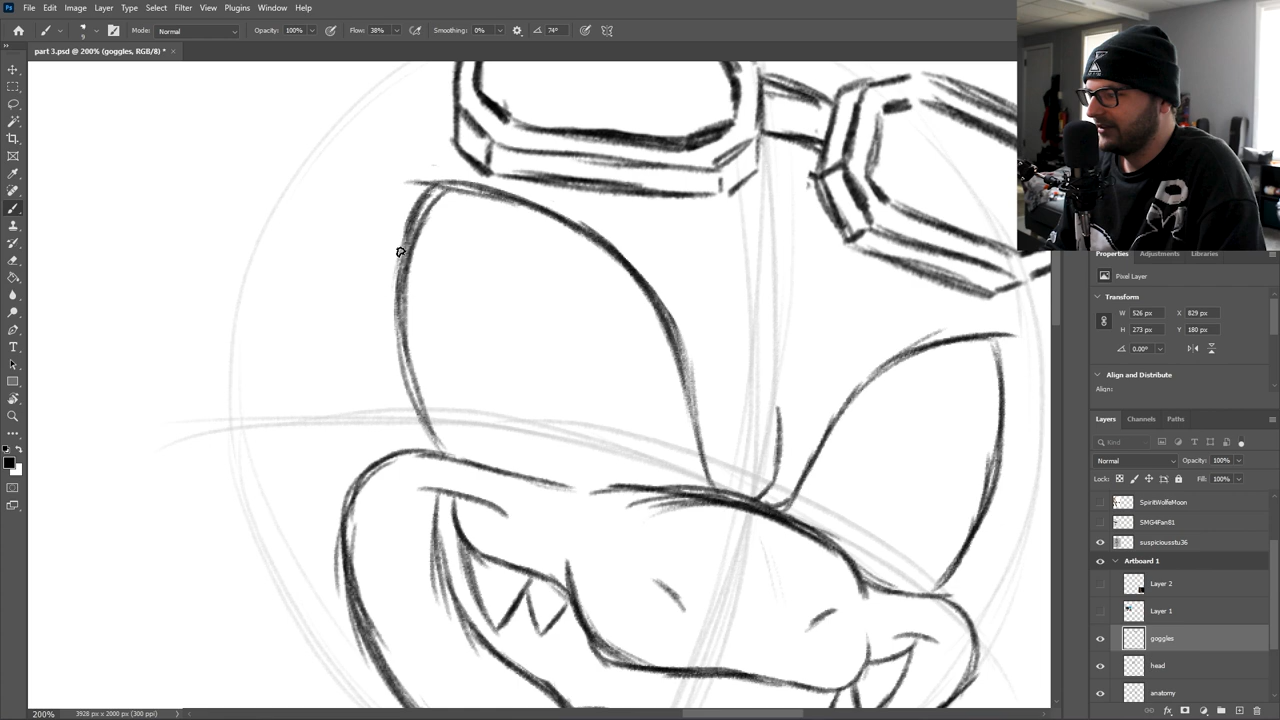 File Edit Image Layer Type Select Filter View Plugins Window Help
Mode: Normal Opacity: 100% Flow: 38% Smoothing: 0% 74°
part 3.psd @ 200% (goggles, RGB/8) *
Properties Adjustments Libraries
Pixel Layer
Transform
W 526 px X 829 px
H 273 px Y 180 px
0.00°
Align and Distribute
Align:
Layers Channels Paths
Search
Normal Opacity: 100%
Lock: Fill: 100%
SpiritWolfeMoon
SMG4Fan81
suspiciousstu36
Artboard 1
Layer 2
Layer 1
goggles
head
anatomy
200% 3928 px x 2000 px (300 ppi)